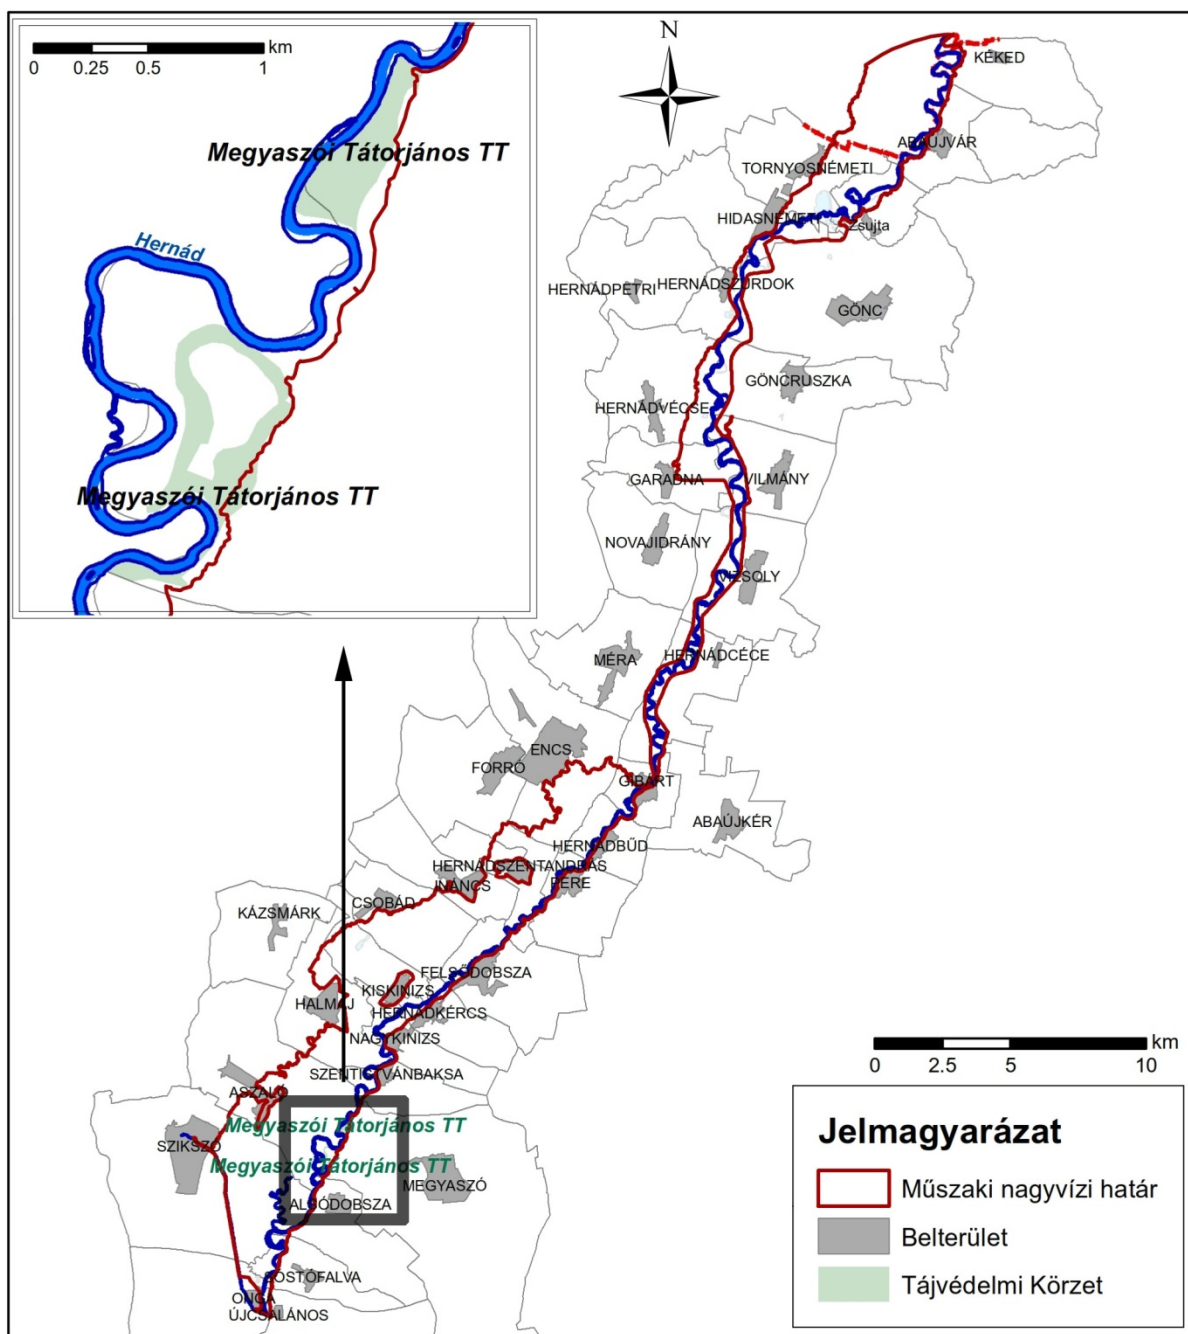 km
0 0.25 0.5 1
Megyaszói Tátorjános TT
Hernád
Megyaszói Tátorjános TT
N
KÉKED
ABAÚJVÁR
TORNYOSNÉMETI
HIDASNÉMETI
Zsujta
HERNÁDPETRI
HERNÁDSZURDOK
GÖNC
GÖNCRUSZKA
HERNÁDVÉCSE
GARADNA
VILMÁNY
NOVAJIDRÁNY
VIZSOLY
MÉRA
HERNÁDCÉCE
ENCS
FORRÓ
GIBÁRT
ABAÚJKÉR
HERNÁDBŰD
HERNÁDSZENTANDRÁS
PERE
INÁNCS
CSOBÁD
KÁZSMÁRK
FELSŐDOBSZA
KISKINIZS
HALMAJ
HERNÁDKÉRCS
NAGYKINIZS
SZENTISTVÁNBAKSA
ASZALÓ
Megyaszói Tátorjános TT
SZIKSZÓ
Megyaszói Tátorjános TT
MEGYASZÓ
ALSÓDOBSZA
SÓSTÓFALVA
ONGA
ÚJCSALÁNOS
km
0 2.5 5 10
Jelmagyarázat
Műszaki nagyvízi határ
Belterület
Tájvédelmi Körzet